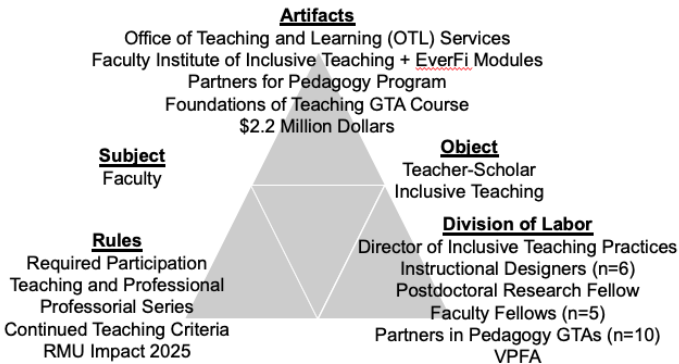 Artifacts
Office of Teaching and Learning (OTL) Services
Faculty Institute of Inclusive Teaching + EverFi Modules
Partners for Pedagogy Program
Foundations of Teaching GTA Course
$2.2 Million Dollars
Subject
Faculty
Object
Teacher-Scholar
Inclusive Teaching
Rules
Required Participation
Teaching and Professional
Professorial Series
Continued Teaching Criteria
RMU Impact 2025
Division of Labor
Director of Inclusive Teaching Practices
Instructional Designers (n=6)
Postdoctoral Research Fellow
Faculty Fellows (n=5)
Partners in Pedagogy GTAs (n=10)
VPFA